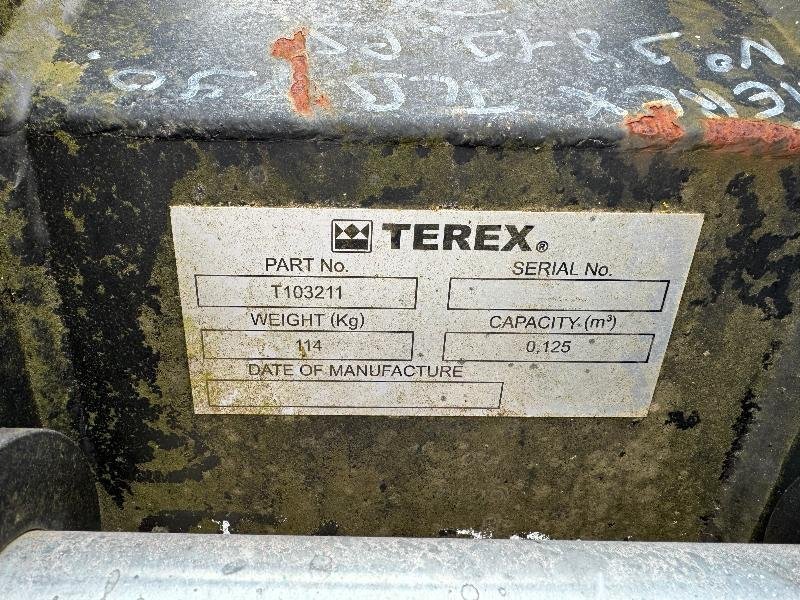 TEREX®
PART No.
SERIAL No.
T103211
WEIGHT (Kg)
CAPACITY (m³)
114
0,125
DATE OF MANUFACTURE